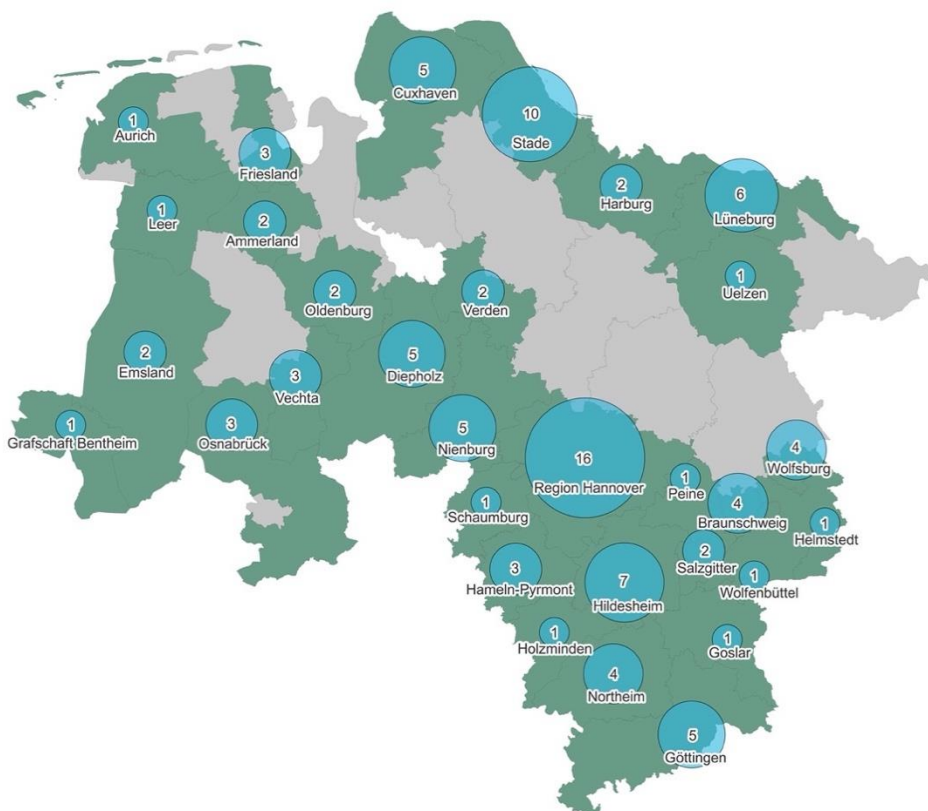 5
Cuxhaven
10
Stade
1
Aurich
3
Friesland
2
Harburg
6
Lüneburg
1
Leer
2
Ammerland
1
Uelzen
2
Oldenburg
2
Verden
2
Emsland
5
Diepholz
3
Vechta
1
Grafschaft Bentheim
3
Osnabrück
5
Nienburg
16
Region Hannover
4
Wolfsburg
1
Peine
1
Schaumburg
4
Braunschweig
1
Helmstedt
2
Salzgitter
3
Hameln-Pyrmont
7
Hildesheim
1
Wolfenbüttel
1
Holzminden
1
Goslar
4
Northeim
5
Göttingen